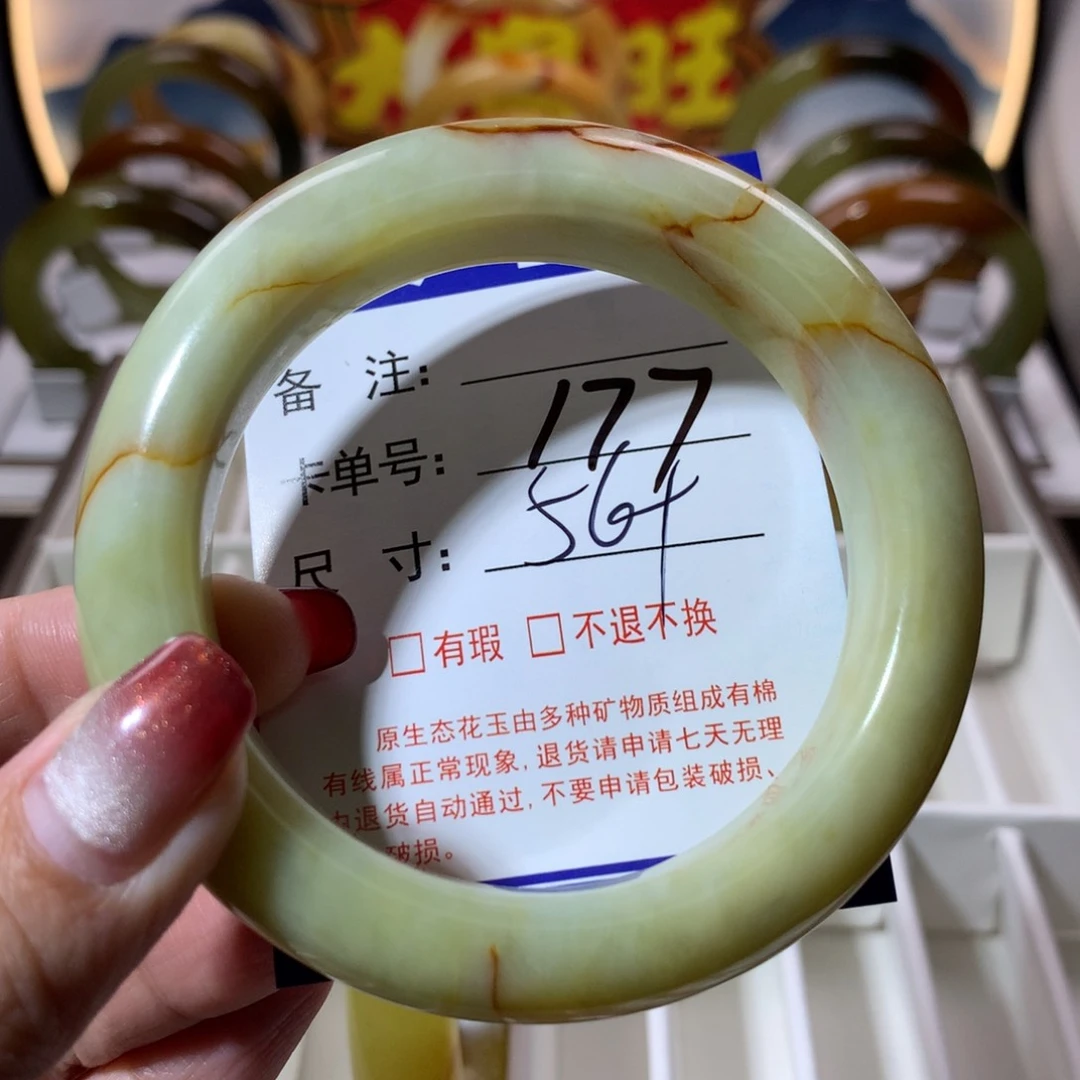 旺
备 注:
卡单号: 177
尺 寸: 564
□有瑕 □不退不换
原生态花玉由多种矿物质组成有棉
有线属正常现象,退货请申请七天无理
由退货自动通过,不要申请包装破损、
破损。